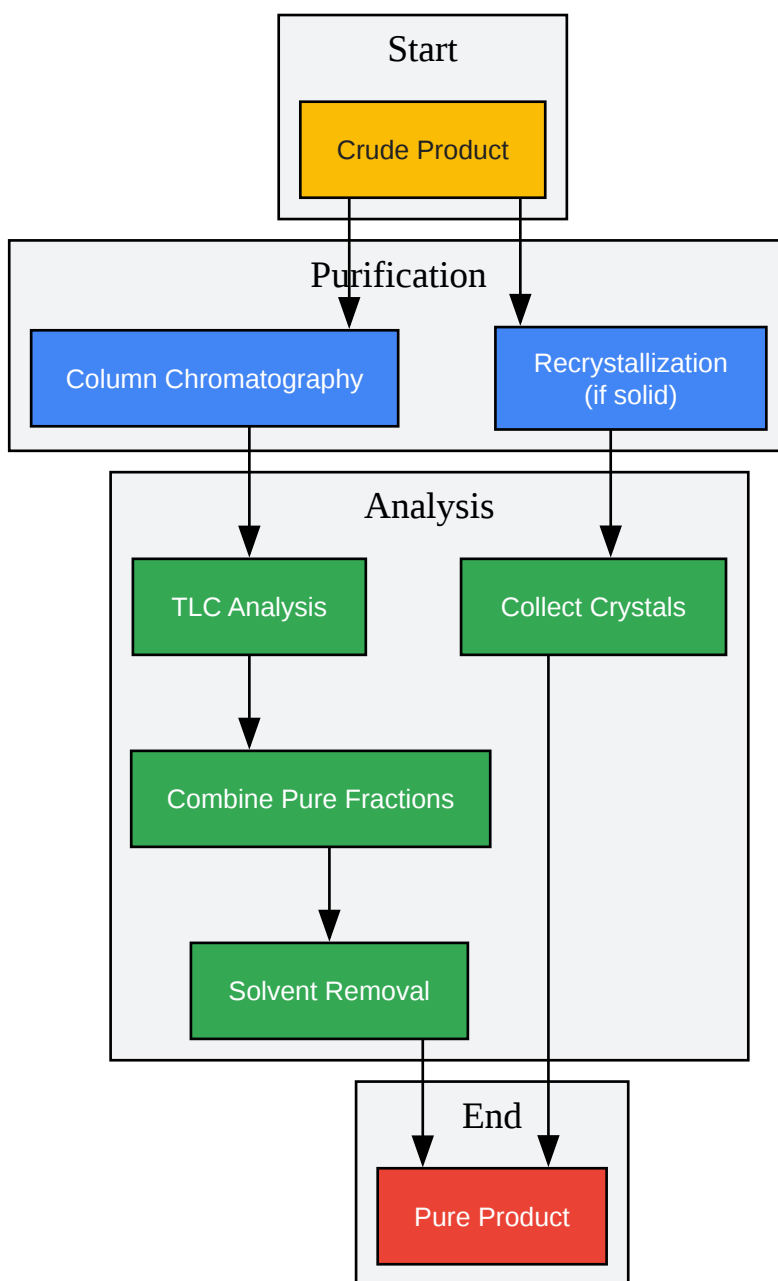 Start
Crude Product
Purification
Column Chromatography
Recrystallization
(if solid)
Analysis
TLC Analysis
Collect Crystals
Combine Pure Fractions
Solvent Removal
End
Pure Product